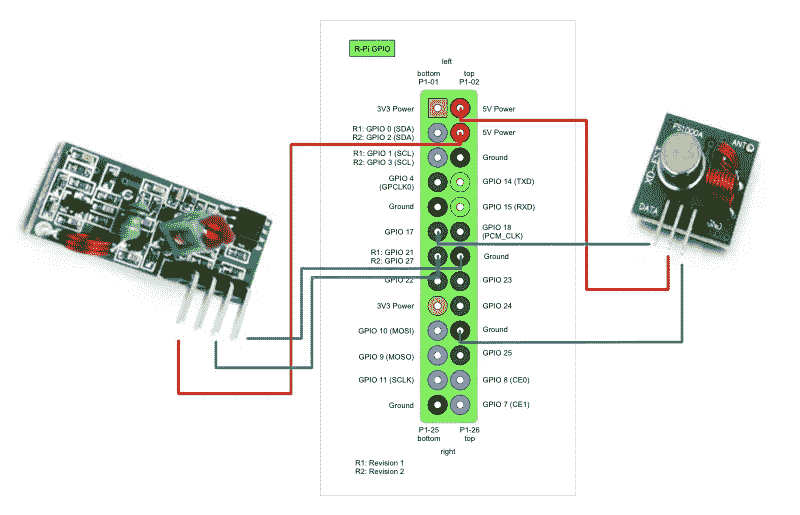 R-Pi GPIO
left
bottom top
P1-01 P1-02
3V3 Power 5V Power
R1: GPIO 0 (SDA)
R2: GPIO 2 (SDA) 5V Power
R1: GPIO 1 (SCL)
R2: GPIO 3 (SCL) Ground
GPIO 4
(GPCLK0) GPIO 14 (TXD)
Ground GPIO 15 (RXD)
GPIO 17 GPIO 18
(PCM_CLK)
R1: GPIO 21
R2: GPIO 27 Ground
GPIO 22 GPIO 23
3V3 Power GPIO 24
GPIO 10 (MOSI) Ground
GPIO 9 (MOSO) GPIO 25
GPIO 11 (SCLK) GPIO 8 (CE0)
Ground GPIO 7 (CE1)
P1-25 P1-26
bottom top
right
R1: Revision 1
R2: Revision 2
FS1000A
ANT
XD-FST
DATA